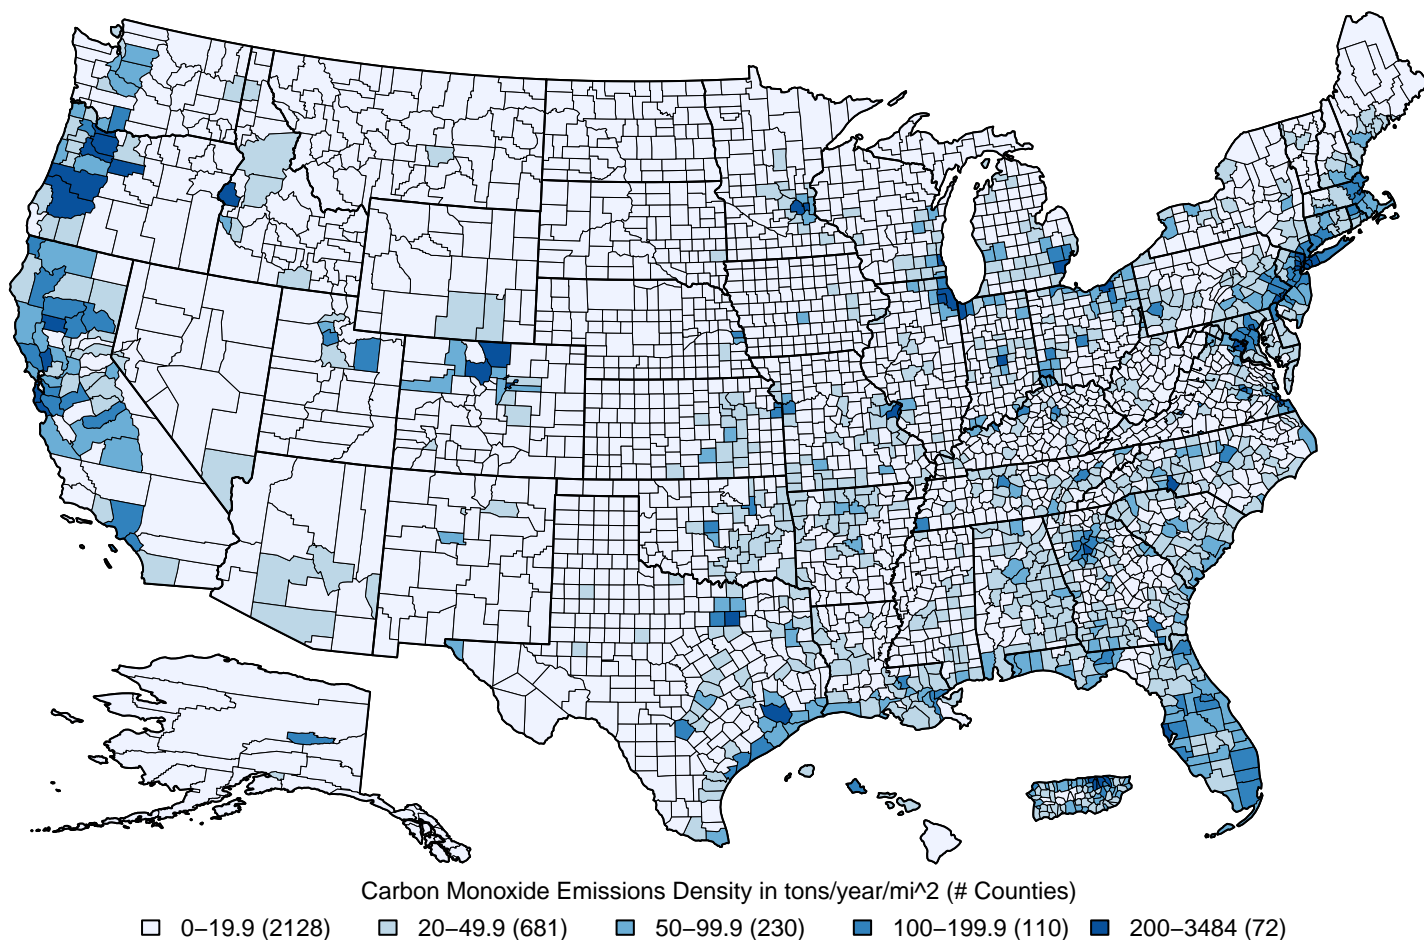 Carbon Monoxide Emissions Density in tons/year/mi^2 (# Counties)
0−19.9 (2128) 20−49.9 (681) 50−99.9 (230) 100−199.9 (110) 200−3484 (72)